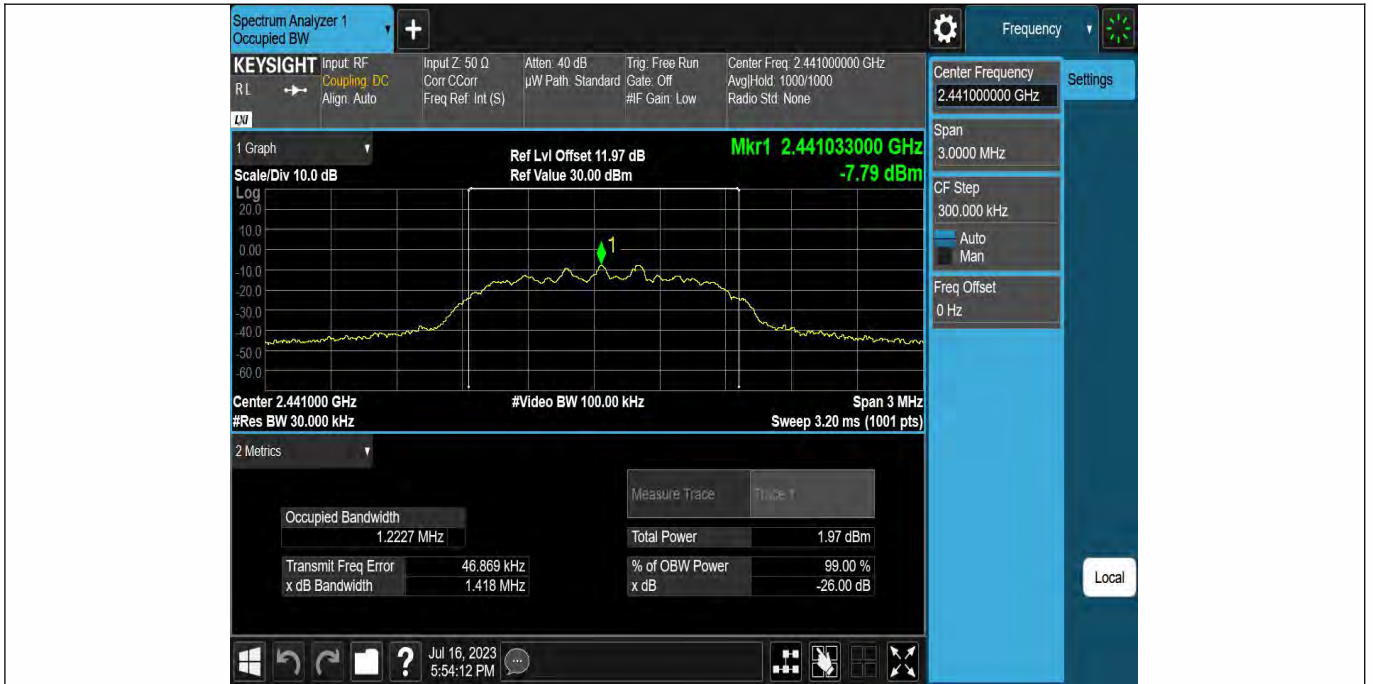 Spectrum Analyzer 1
Occupied BW
+
Frequency
KEYSIGHT
R L
LXI
Input: RF
Coupling: DC
Align: Auto
Input Z: 50 Ω
Corr CCorr
Freq Ref: Int (S)
Atten: 40 dB
µW Path: Standard
Trig: Free Run
Gate: Off
#IF Gain: Low
Center Freq: 2.441000000 GHz
Avg|Hold: 1000/1000
Radio Std: None
Center Frequency
2.441000000 GHz
Settings
Span
3.0000 MHz
CF Step
300.000 kHz
Auto
Man
Freq Offset
0 Hz
Local
1 Graph
Scale/Div 10.0 dB
Ref Lvl Offset 11.97 dB
Ref Value 30.00 dBm
Mkr1 2.441033000 GHz
-7.79 dBm
Log
20.0
10.0
0.00
-10.0
-20.0
-30.0
-40.0
-50.0
-60.0
1
Center 2.441000 GHz
#Res BW 30.000 kHz
#Video BW 100.00 kHz
Span 3 MHz
Sweep 3.20 ms (1001 pts)
2 Metrics
Measure Trace
Trace 1
Occupied Bandwidth
1.2227 MHz
Total Power 1.97 dBm
Transmit Freq Error 46.869 kHz
x dB Bandwidth 1.418 MHz
% of OBW Power 99.00 %
x dB -26.00 dB
?
Jul 16, 2023
5:54:12 PM